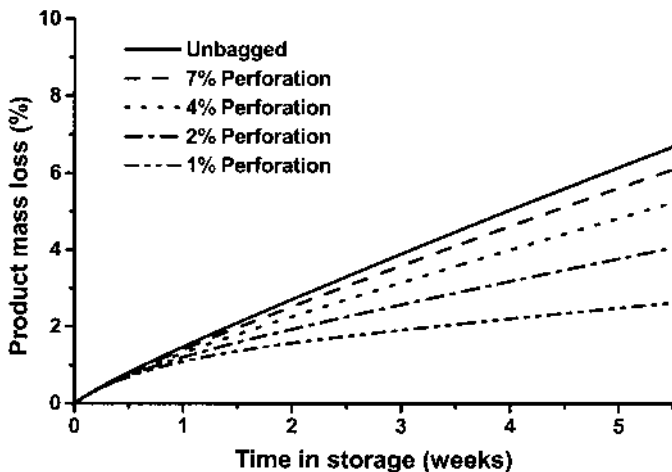 10
8
6
4
2
0
Product mass loss (%)
Unbagged
7% Perforation
4% Perforation
2% Perforation
1% Perforation
0 1 2 3 4 5
Time in storage (weeks)